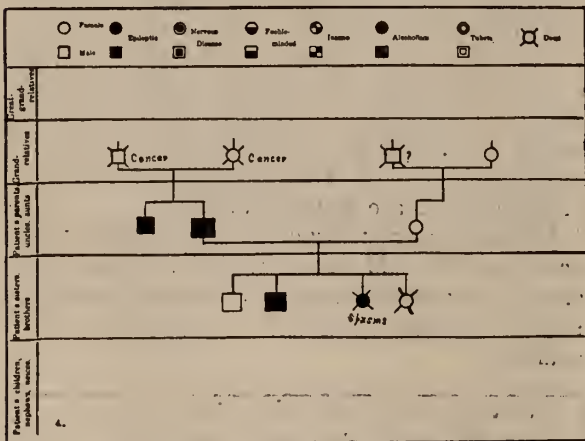 Female Epileptic Nervous Disease Feeble-minded Insane Alcoholism Dead
Male
Great-grand-relatives
Grand-relatives
Cancer
Cancer
?
Patient's parents, uncles, aunts
Patient's sisters, brothers
Spasms
Patient's children, nephews, nieces